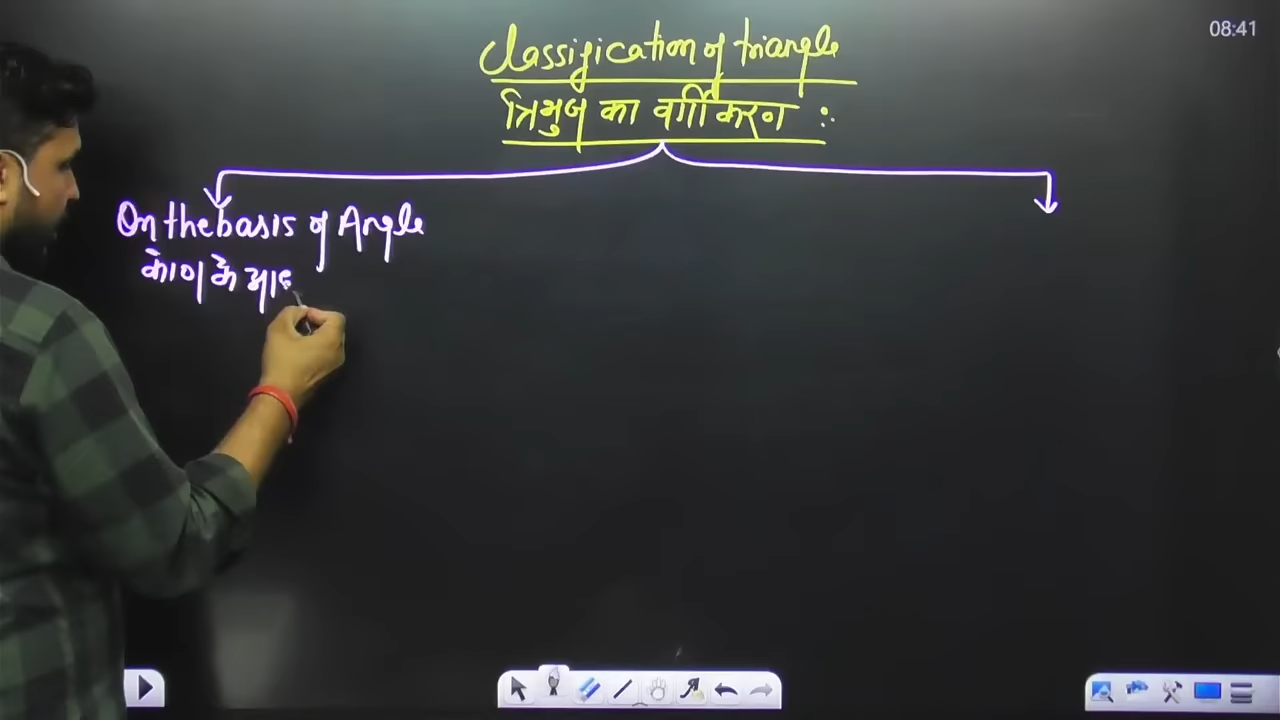 08:41
Classification of triangle
त्रिभुज का वर्गीकरण :
On the basis of Angle
कोण के